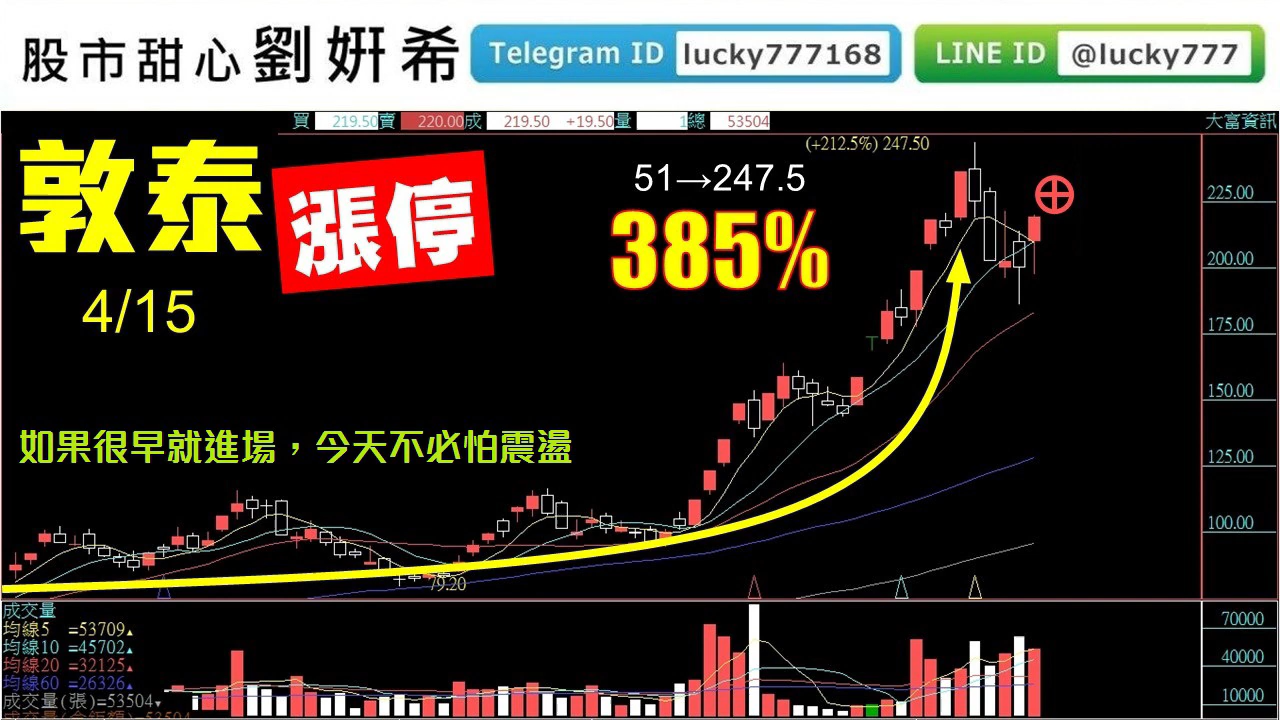 股市甜心劉妍希 Telegram ID lucky777168 LINE ID @lucky777
買 219.50 賣 220.00 成 219.50 +19.50 量 1 總 53504 大富資訊
(+212.5%) 247.50
敦泰
漲停
51→247.5
385%
4/15
225.00
200.00
175.00
150.00
如果很早就進場，今天不必怕震盪
125.00
100.00
79.20
成交量
均線5 =53709▲
均線10 =45702▲
均線20 =32125▲
均線60 =26326▲
成交量(張)=53504▼
70000
40000
10000